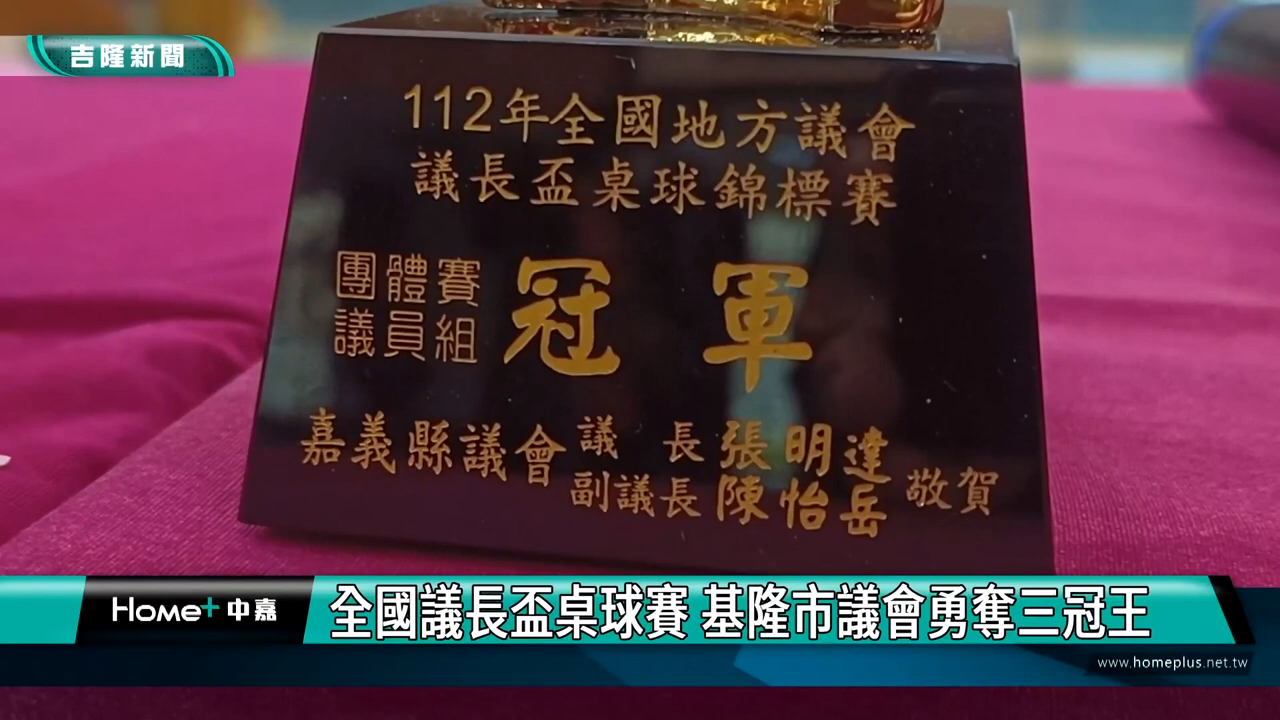 吉隆新聞
112年全國地方議會
議長盃桌球錦標賽
團體賽
議員組
冠軍
嘉義縣議會
議長張明達
副議長陳怡岳
敬賀
Home+中嘉
全國議長盃桌球賽 基隆市議會勇奪三冠王
www.homeplus.net.tw